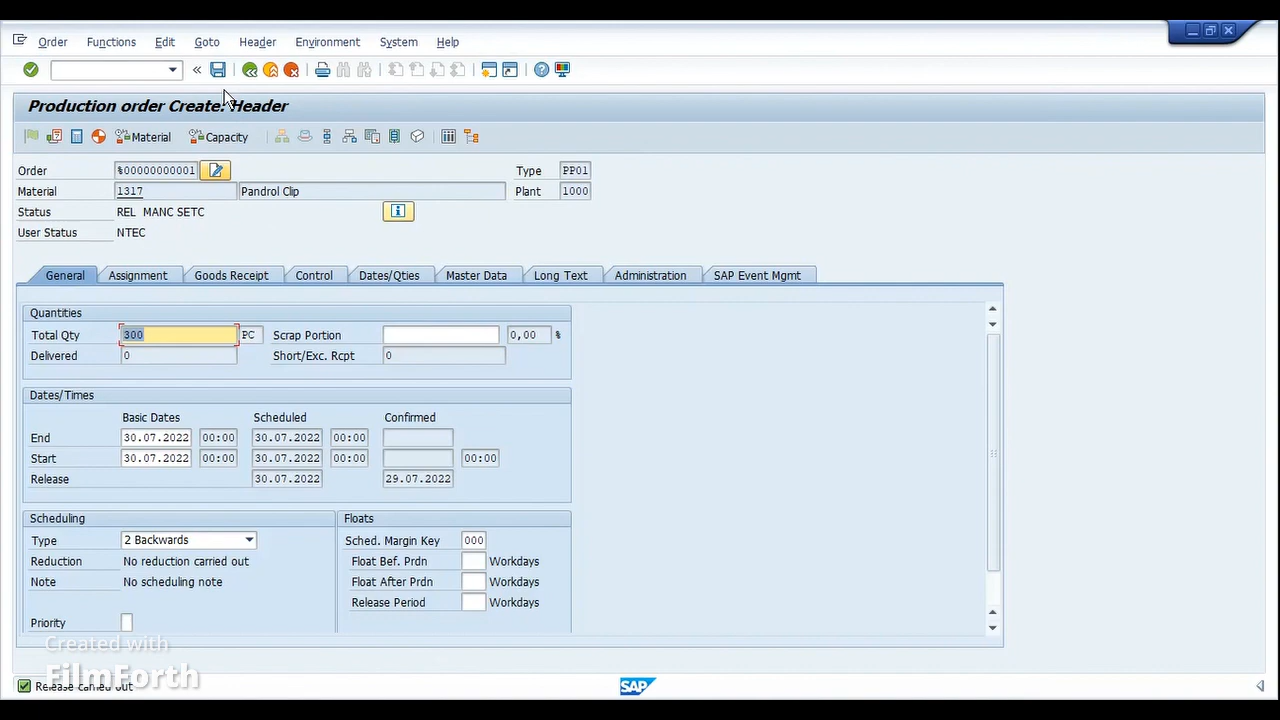 Order Functions Edit Goto Header Environment System Help
Production order Create: Header
Material Capacity
Order %00000000001 Type PP01
Material 1317 Pandrol Clip Plant 1000
Status REL MANC SETC
User Status NTEC
General Assignment Goods Receipt Control Dates/Qties Master Data Long Text Administration SAP Event Mgmt
Quantities
Total Qty 300 PC Scrap Portion 0,00 %
Delivered 0 Short/Exc. Rcpt 0
Dates/Times
Basic Dates Scheduled Confirmed
End 30.07.2022 00:00 30.07.2022 00:00
Start 30.07.2022 00:00 30.07.2022 00:00 00:00
Release 30.07.2022 29.07.2022
Scheduling Floats
Type 2 Backwards Sched. Margin Key 000
Reduction No reduction carried out Float Bef. Prdn Workdays
Note No scheduling note Float After Prdn Workdays
Release Period Workdays
Priority
Created with
FilmForth
Release carried out SAP